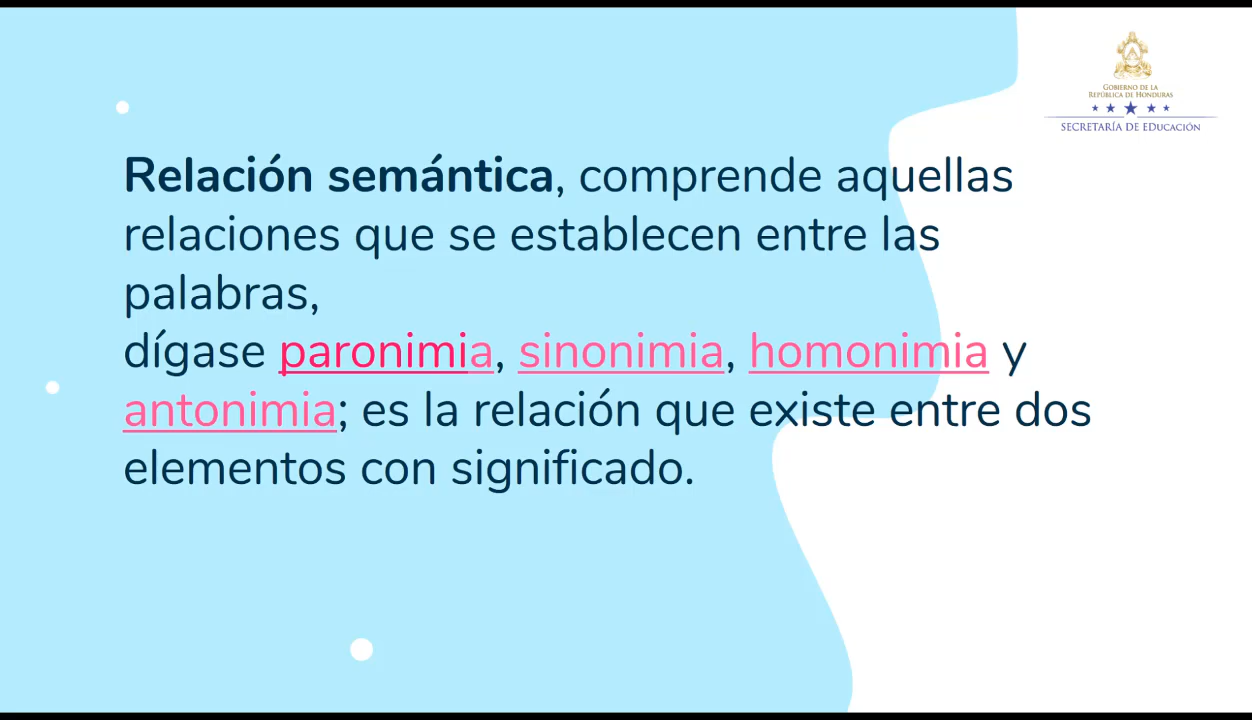 GOBIERNO DE LA
REPÚBLICA DE HONDURAS
SECRETARÍA DE EDUCACIÓN
Relación semántica, comprende aquellas
relaciones que se establecen entre las
palabras,
dígase paronimia, sinonimia, homonimia y
antonimia; es la relación que existe entre dos
elementos con significado.